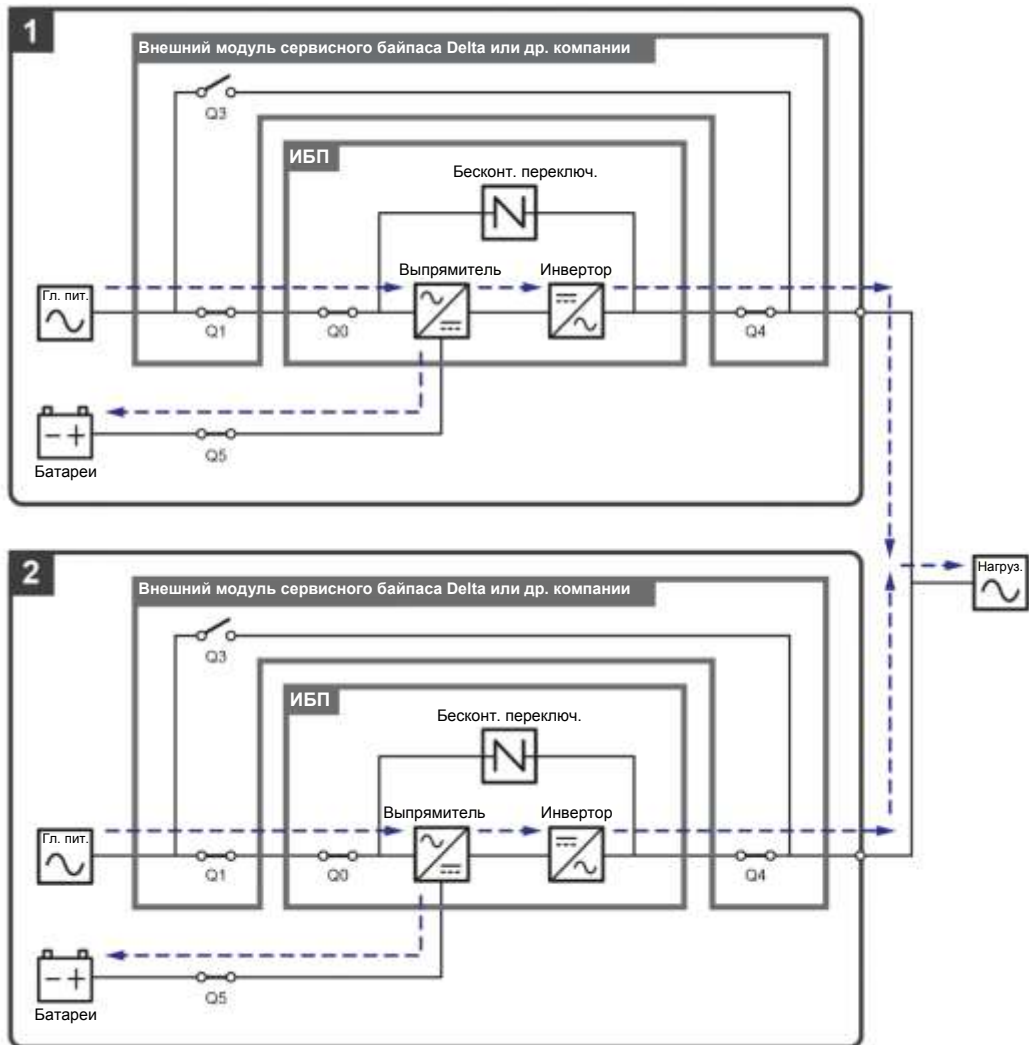 1
Внешний модуль сервисного байпаса Delta или др. компании
Q3
ИБП
Бесконт. переключ.
Выпрямитель
Инвертор
Гл. пит.
Q1
Q0
Q4
Q5
Батареи
2
Внешний модуль сервисного байпаса Delta или др. компании
Нагруз.
Q3
ИБП
Бесконт. переключ.
Выпрямитель
Инвертор
Гл. пит.
Q1
Q0
Q4
Q5
Батареи